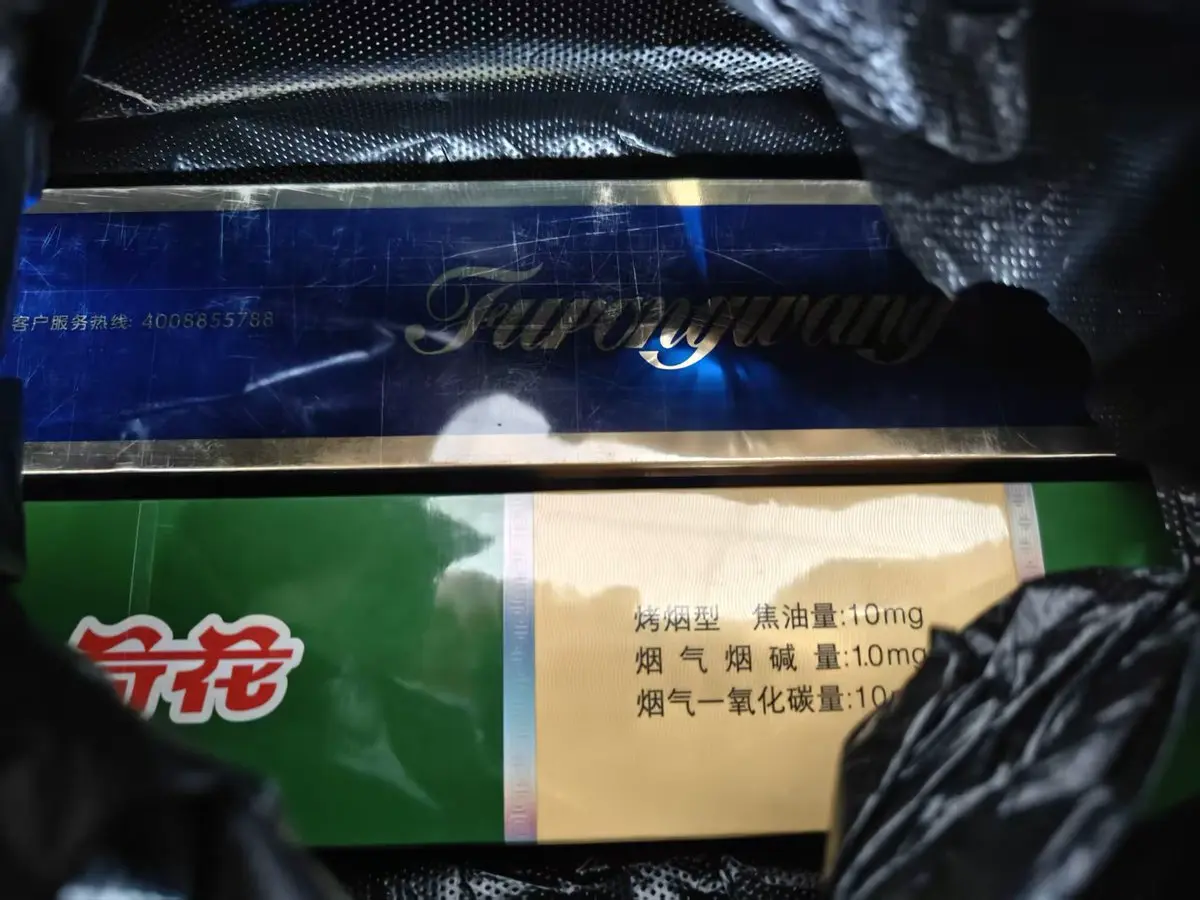 客户服务热线: 4008855788
Furongwang
荷花
烤烟型 焦油量:10mg
烟气烟碱量:1.0mg
烟气一氧化碳量:10